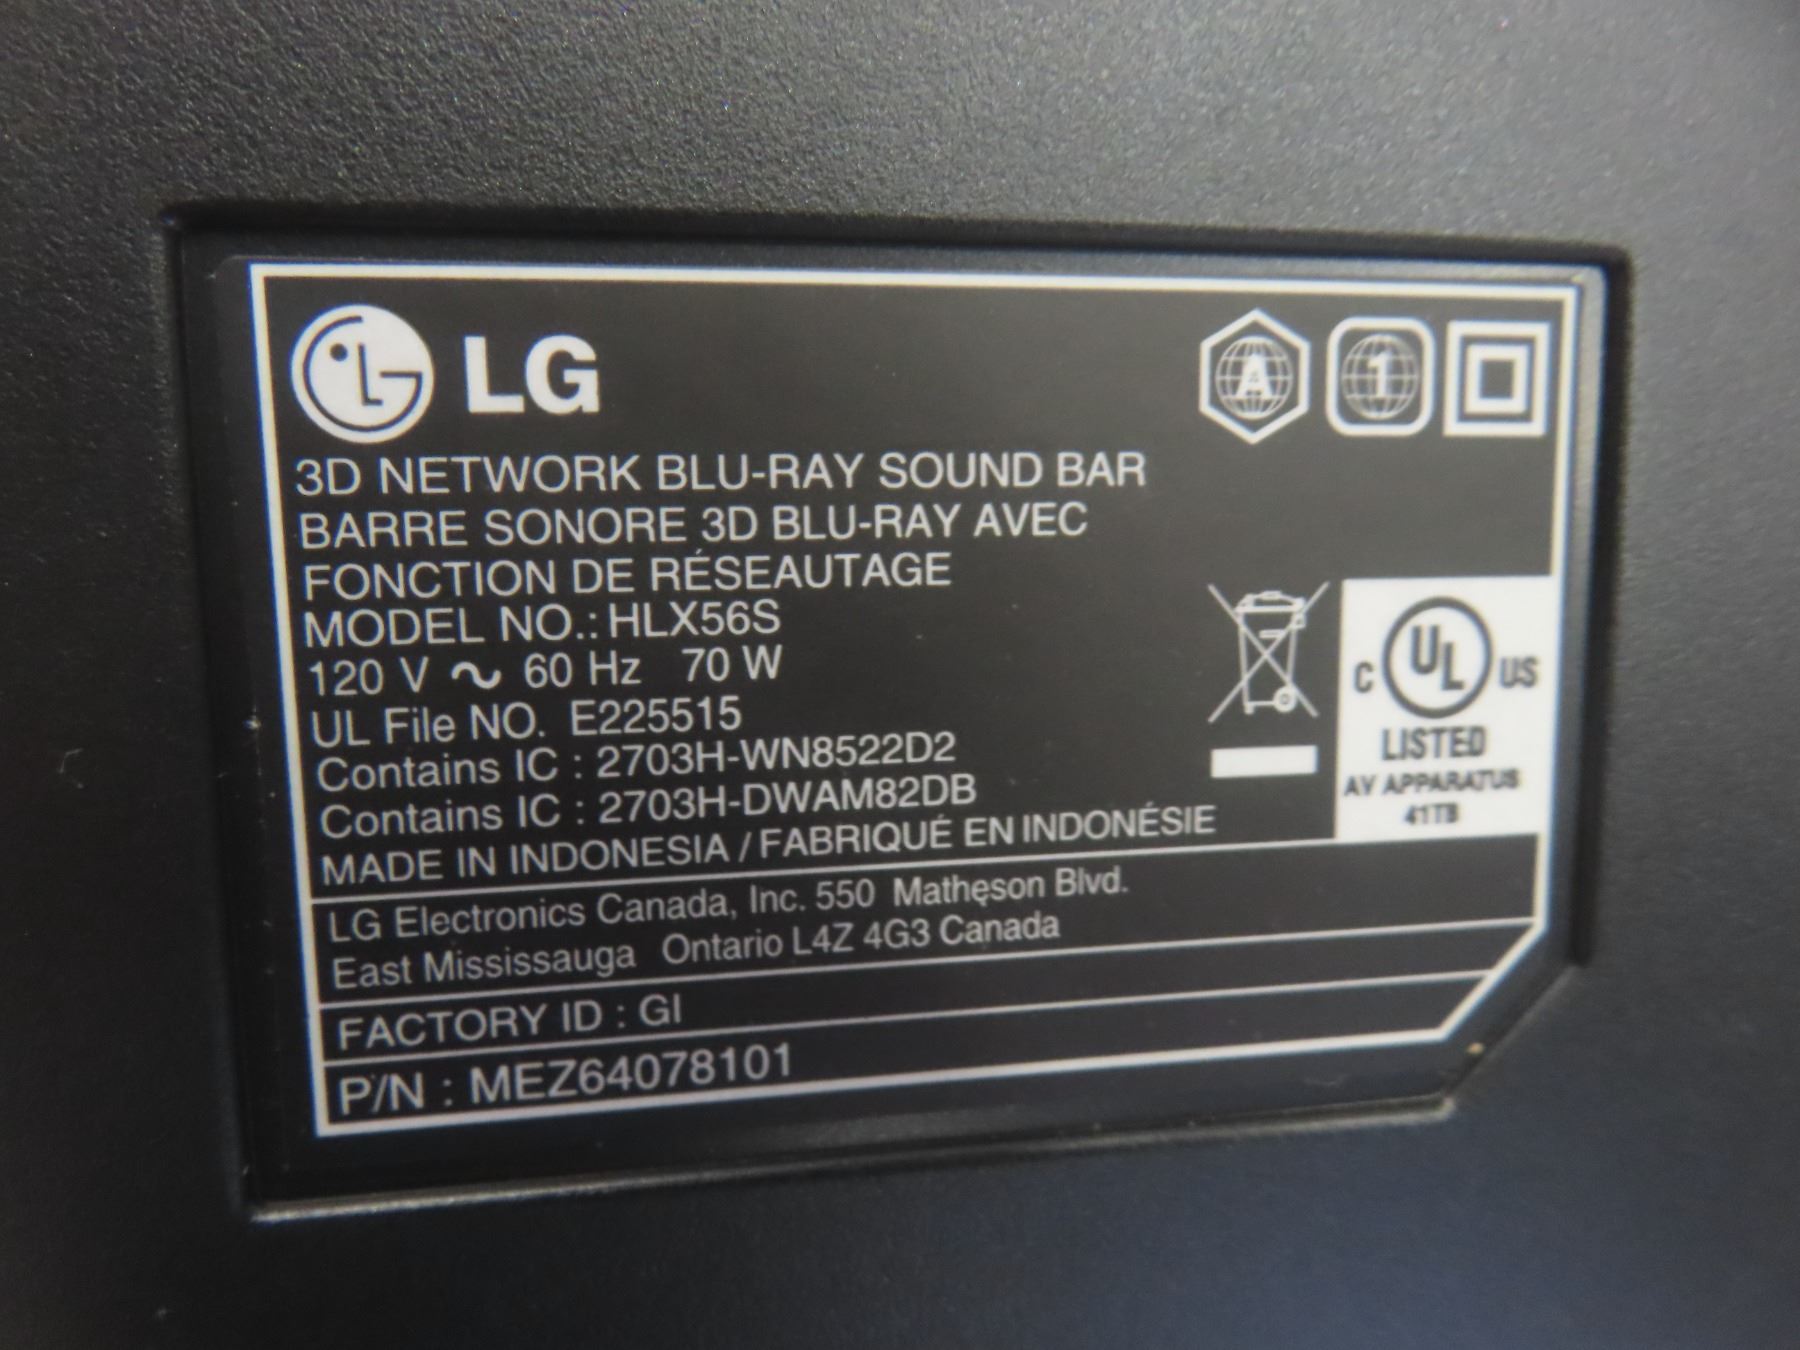 LG
A 1
3D NETWORK BLU-RAY SOUND BAR
BARRE SONORE 3D BLU-RAY AVEC
FONCTION DE RÉSEAUTAGE
MODEL NO.: HLX56S
120 V ~ 60 Hz 70 W
UL File NO. E225515
Contains IC : 2703H-WN8522D2
Contains IC : 2703H-DWAM82DB
MADE IN INDONESIA / FABRIQUÉ EN INDONÉSIE
C UL US
LISTED
AV APPARATUS
41TB
LG Electronics Canada, Inc. 550 Matheson Blvd.
East Mississauga Ontario L4Z 4G3 Canada
FACTORY ID : GI
P/N : MEZ64078101